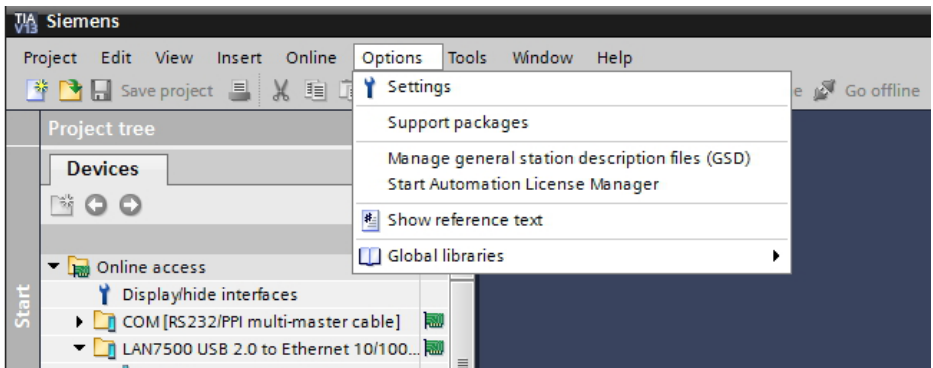 TIA
V13 Siemens
Project Edit View Insert Online Options Tools Window Help
Save project
Go offline
Settings
Support packages
Manage general station description files (GSD)
Start Automation License Manager
Show reference text
Global libraries
Project tree
Devices
Online access
Display/hide interfaces
COM [RS232/PPI multi-master cable]
LAN7500 USB 2.0 to Ethernet 10/100...
Start